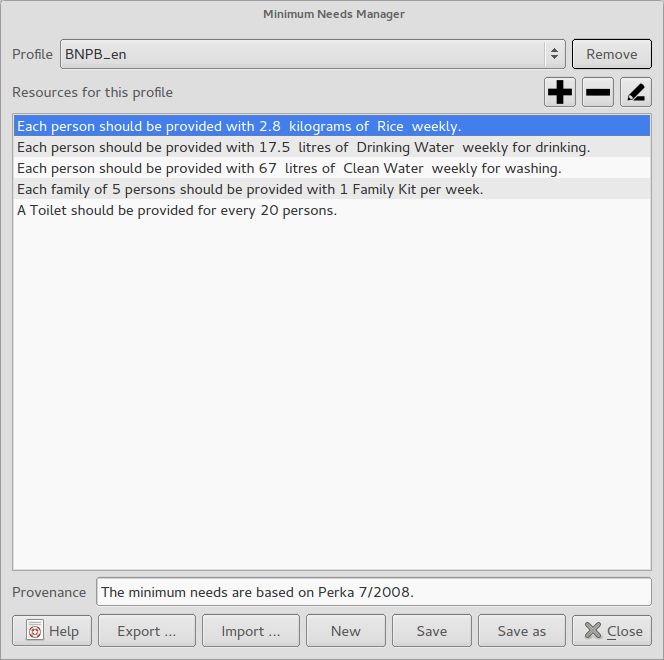 Minimum Needs Manager
Profile BNPB_en Remove
Resources for this profile
Each person should be provided with 2.8  kilograms of  Rice  weekly.
Each person should be provided with 17.5  litres of  Drinking Water  weekly for drinking.
Each person should be provided with 67  litres of  Clean Water  weekly for washing.
Each family of 5 persons should be provided with 1 Family Kit per week.
A Toilet should be provided for every 20 persons.
Provenance The minimum needs are based on Perka 7/2008.
Help Export ... Import ... New Save Save as Close